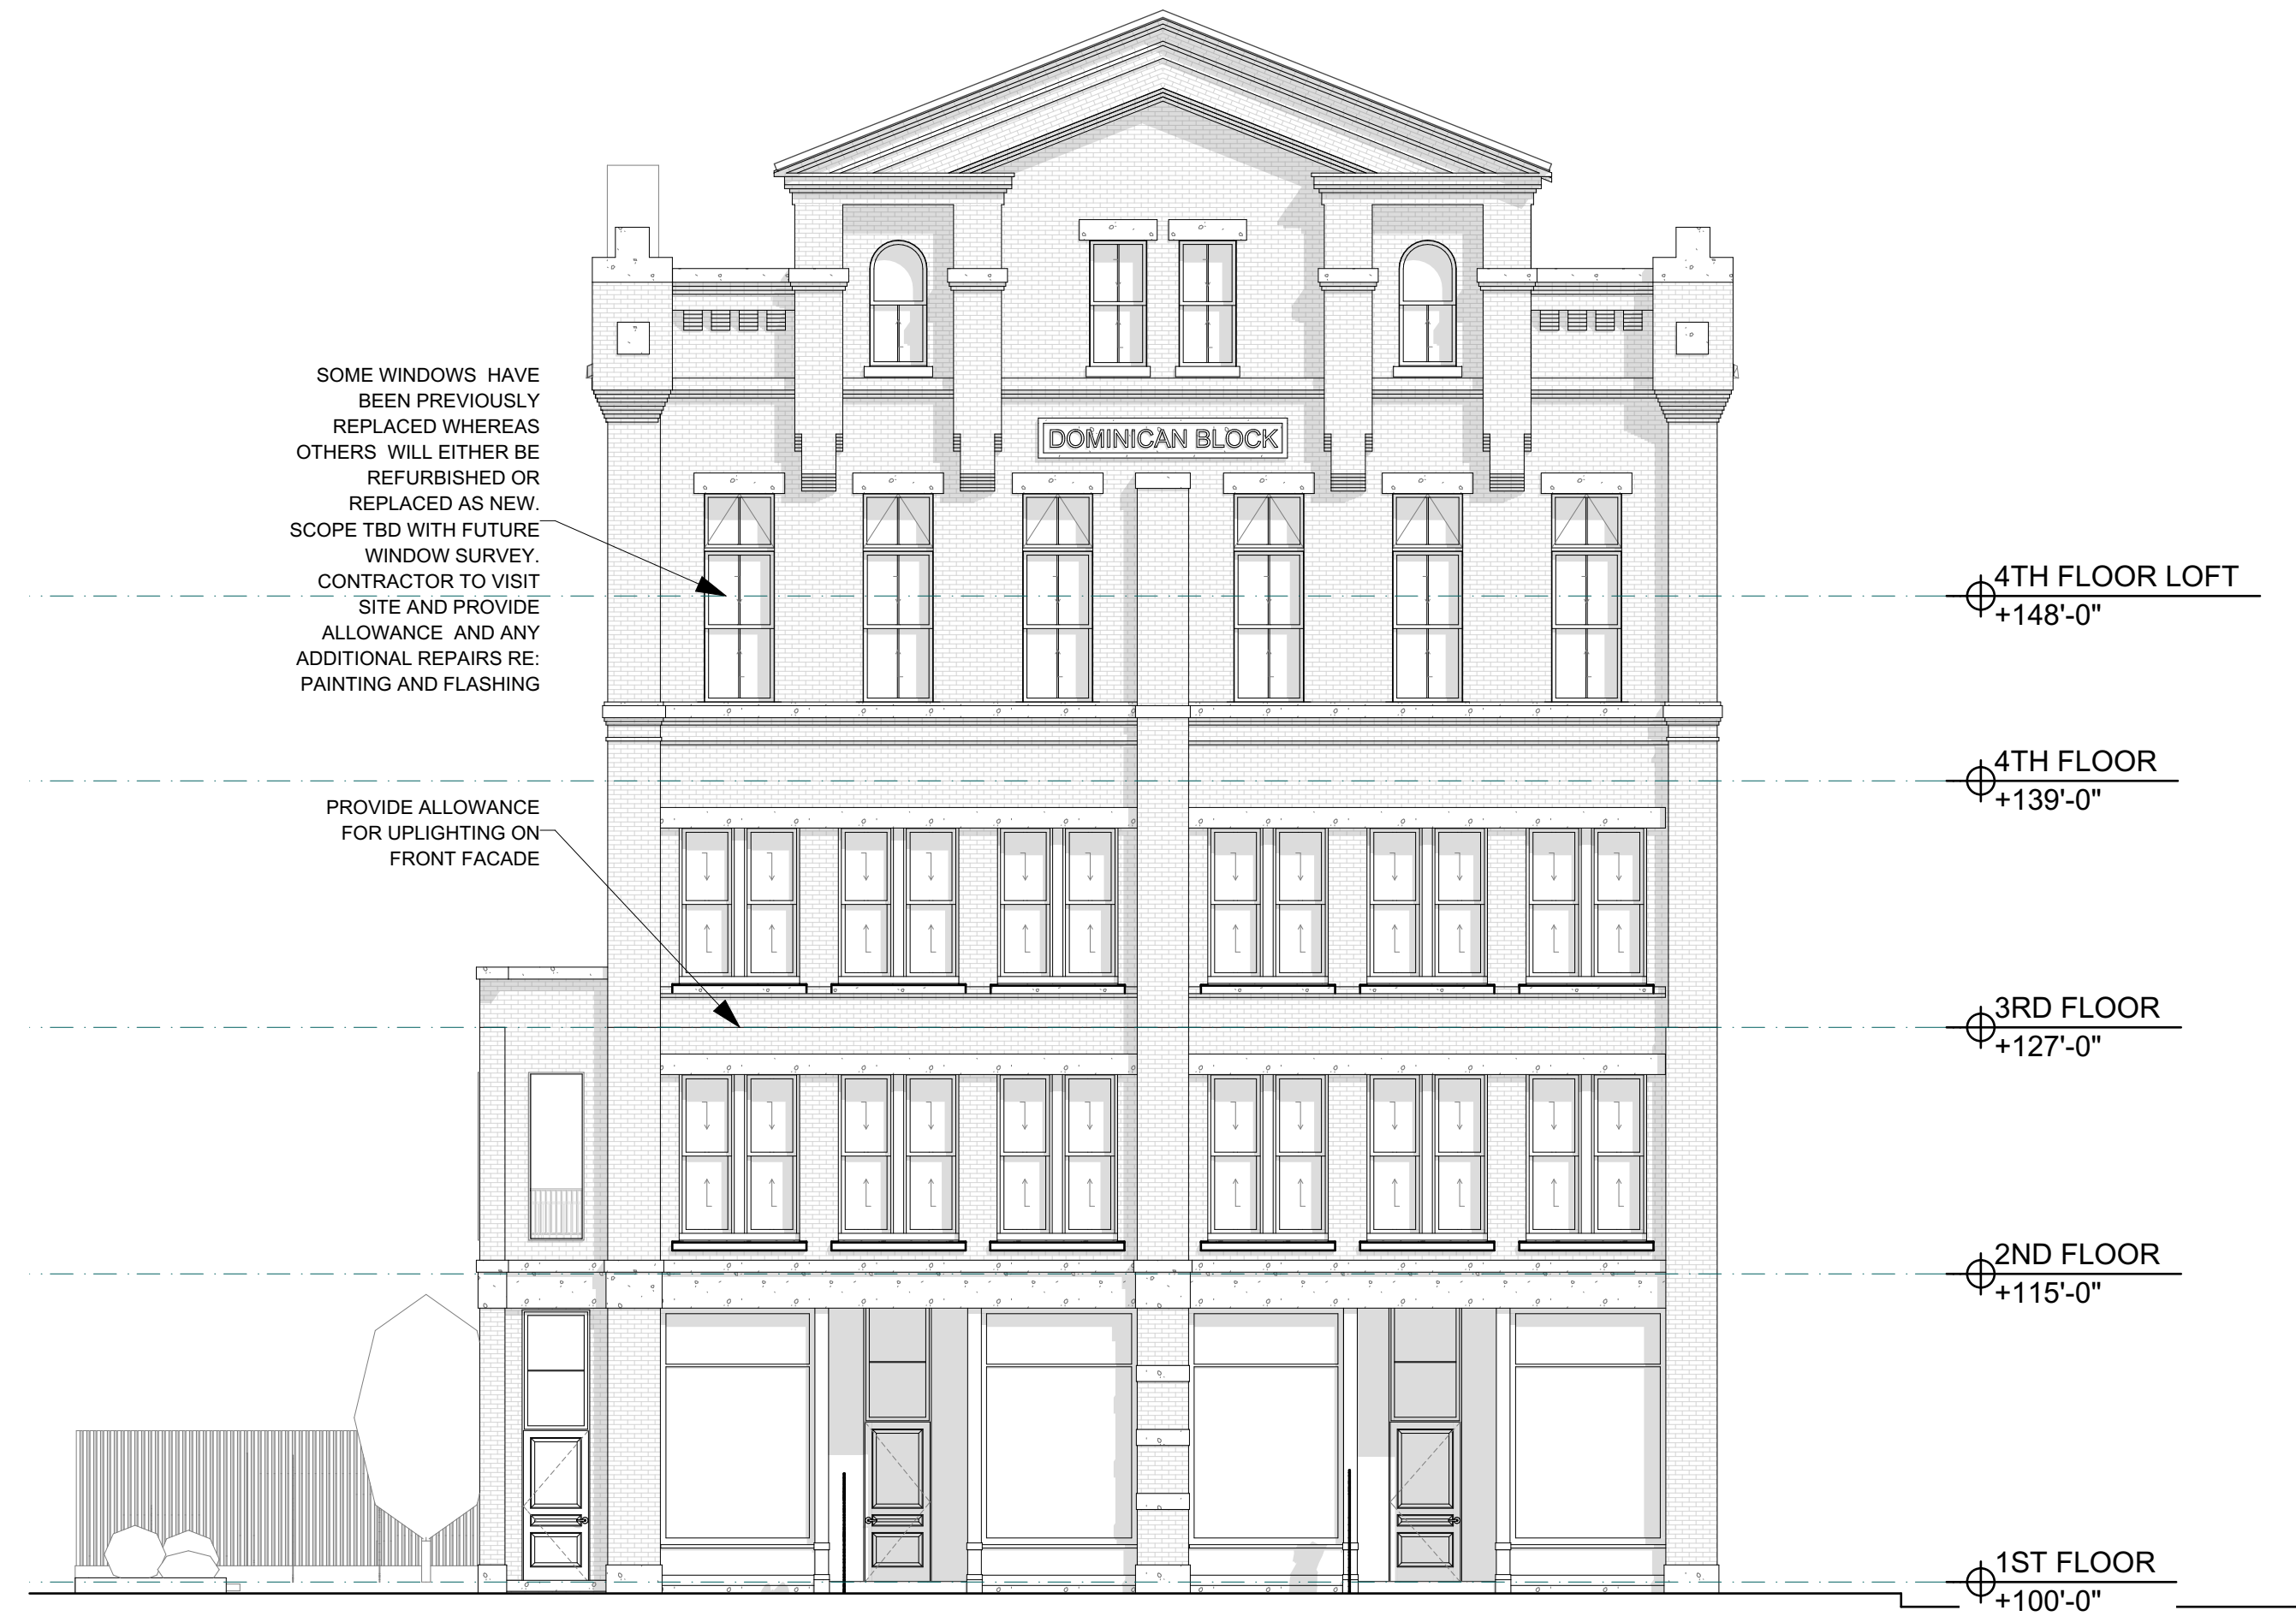 DOMINICAN BLOCK
SOME WINDOWS HAVE
BEEN PREVIOUSLY
REPLACED WHEREAS
OTHERS WILL EITHER BE
REFURBISHED OR
REPLACED AS NEW.
SCOPE TBD WITH FUTURE
WINDOW SURVEY.
CONTRACTOR TO VISIT
SITE AND PROVIDE
ALLOWANCE AND ANY
ADDITIONAL REPAIRS RE:
PAINTING AND FLASHING
4TH FLOOR LOFT
+148'-0"
4TH FLOOR
+139'-0"
PROVIDE ALLOWANCE
FOR UPLIGHTING ON
FRONT FACADE
3RD FLOOR
+127'-0"
2ND FLOOR
+115'-0"
1ST FLOOR
+100'-0"